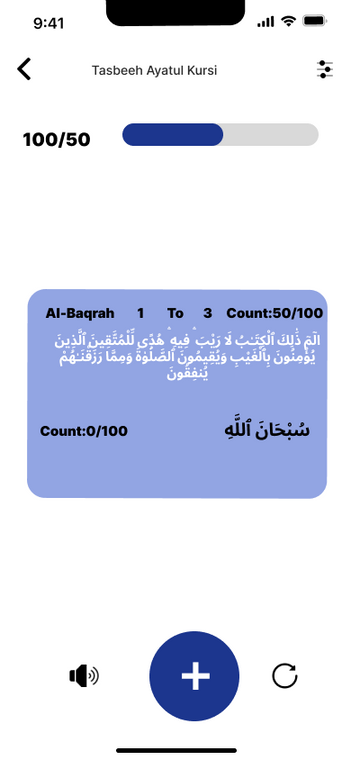 9:41
Tasbeeh Ayatul Kursi
100/50
Al-Baqrah 1 To 3 Count:50/100
الٓمٓ ذَٰلِكَ ٱلْكِتَـٰبُ لَا رَيْبَ ۛ فِيهِ ۛ هُدًى لِّلْمُتَّقِينَ ٱلَّذِينَ
يُؤْمِنُونَ بِٱلْغَيْبِ وَيُقِيمُونَ ٱلصَّلَوٰةَ وَمِمَّا رَزَقْنَـٰهُمْ
يُنفِقُونَ
Count:0/100 سُبْحَانَ ٱللَّهِ